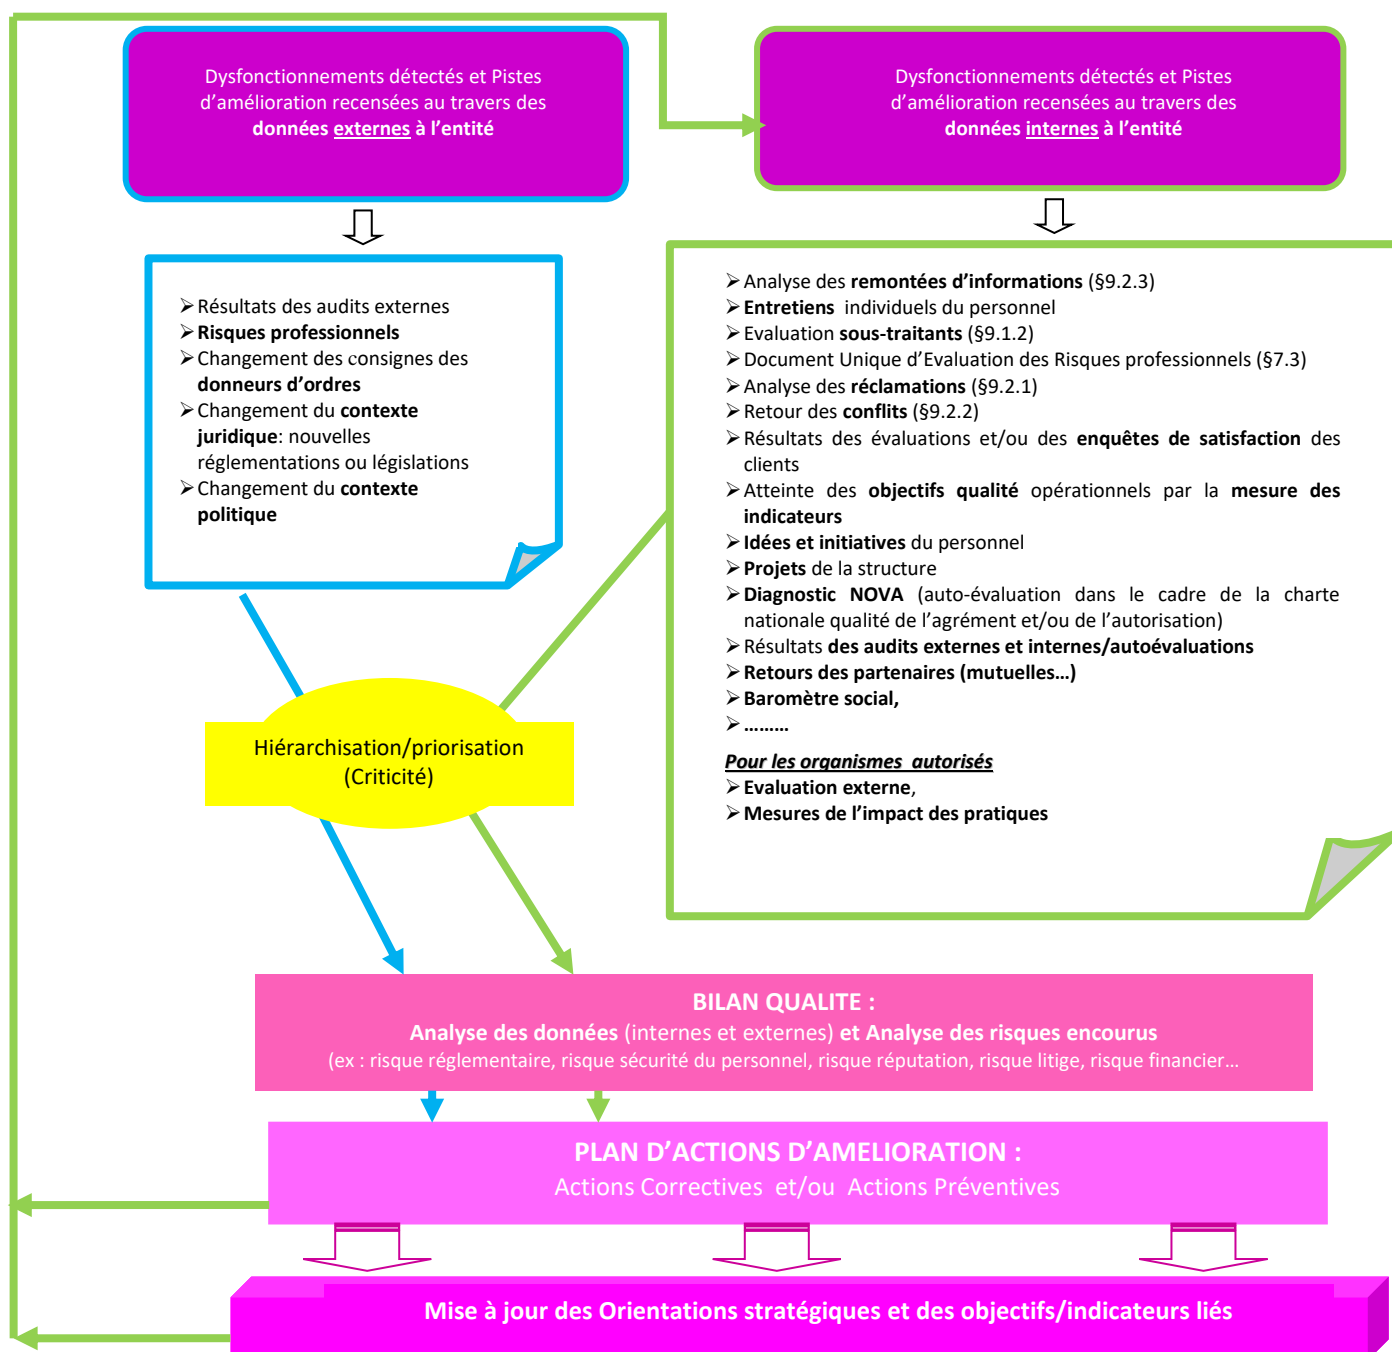 Dysfonctionnements détectés et Pistes
d’amélioration recensées au travers des
données externes à l’entité
Dysfonctionnements détectés et Pistes
d’amélioration recensées au travers des
données internes à l’entité
➢Résultats des audits externes
➢Risques professionnels
➢Changement des consignes des
donneurs d’ordres
➢Changement du contexte
juridique: nouvelles
réglementations ou législations
➢Changement du contexte
politique
➢Analyse des remontées d’informations (§9.2.3)
➢Entretiens individuels du personnel
➢Evaluation sous-traitants (§9.1.2)
➢Document Unique d’Evaluation des Risques professionnels (§7.3)
➢Analyse des réclamations (§9.2.1)
➢Retour des conflits (§9.2.2)
➢Résultats des évaluations et/ou des enquêtes de satisfaction des
clients
➢Atteinte des objectifs qualité opérationnels par la mesure des
indicateurs
➢Idées et initiatives du personnel
➢Projets de la structure
➢Diagnostic NOVA (auto-évaluation dans le cadre de la charte
nationale qualité de l’agrément et/ou de l’autorisation)
➢Résultats des audits externes et internes/autoévaluations
➢Retours des partenaires (mutuelles…)
➢Baromètre social,
➢………
Pour les organismes autorisés
➢Evaluation externe,
➢Mesures de l’impact des pratiques
Hiérarchisation/priorisation
(Criticité)
BILAN QUALITE :
Analyse des données (internes et externes) et Analyse des risques encourus
(ex : risque réglementaire, risque sécurité du personnel, risque réputation, risque litige, risque financier…
PLAN D’ACTIONS D’AMELIORATION :
Actions Correctives et/ou Actions Préventives
Mise à jour des Orientations stratégiques et des objectifs/indicateurs liés